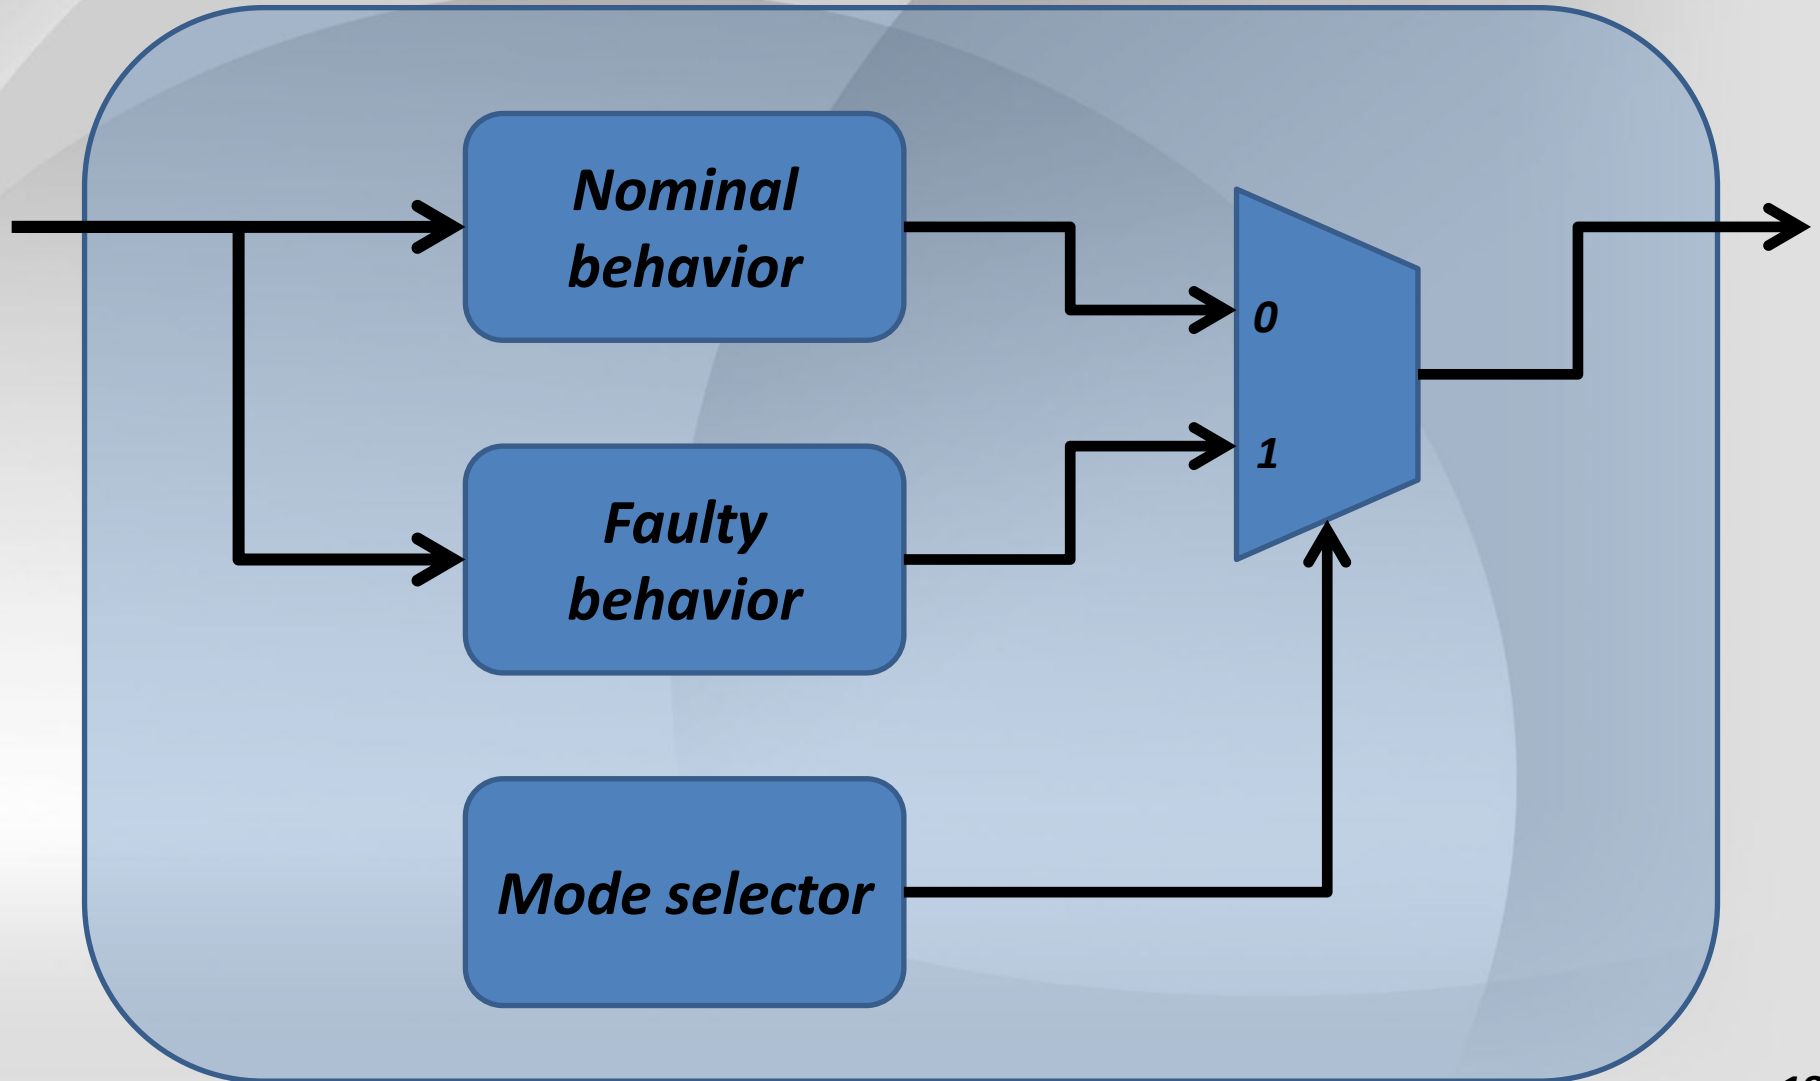 Nominal
behavior
0
Faulty
behavior
1
Mode selector